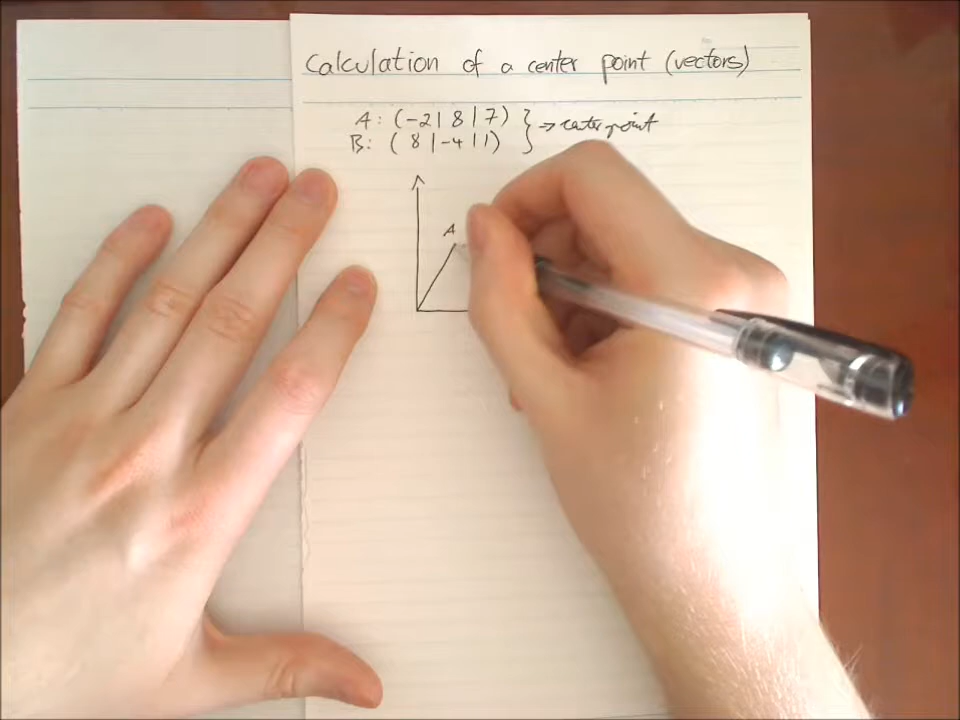 Calculation of a center point (vectors)
A: (-2|8|7) } → center point
B: (8|-4|1)
A